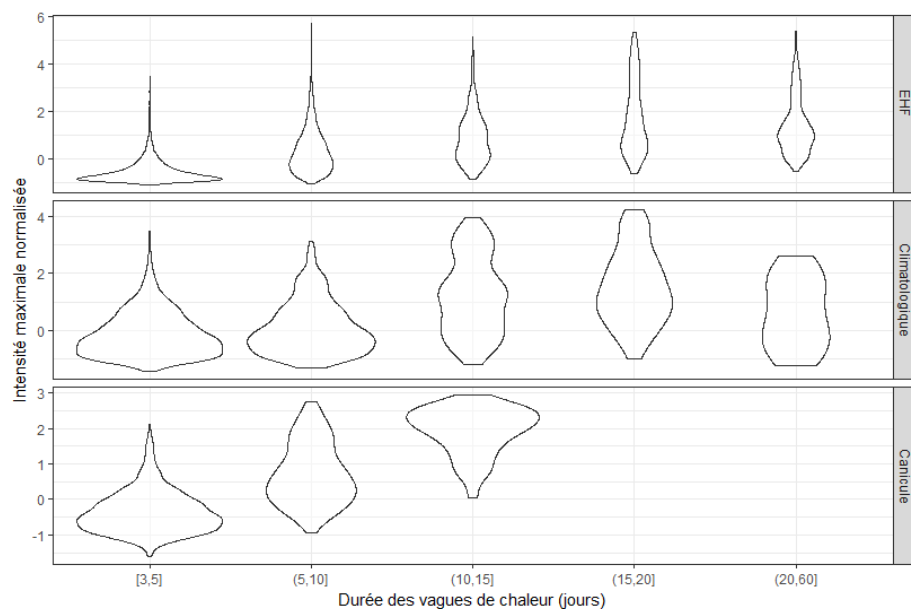 Intensité maximale normalisée
6
4
2
0
EHF
4
2
0
Climatologique
3
2
1
0
-1
Canicule
[3,5] (5,10] (10,15] (15,20] (20,60]
Durée des vagues de chaleur (jours)